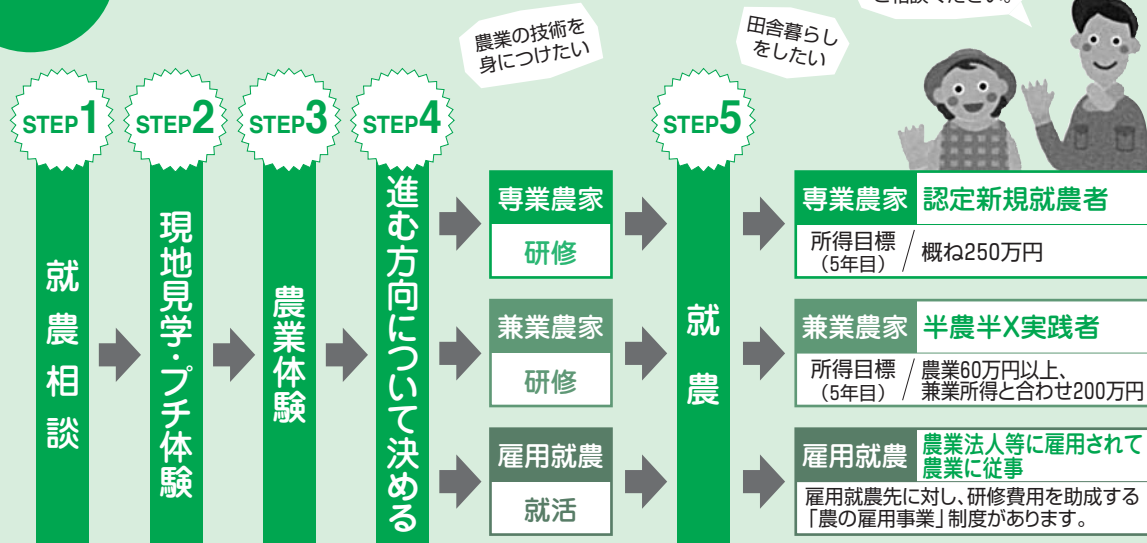 農業の技術を
身につけたい
田舎暮らし
をしたい
STEP1
就農相談
STEP2
現地見学・プチ体験
STEP3
農業体験
STEP4
進む方向について決める
専業農家
研修
兼業農家
研修
雇用就農
就活
STEP5
就農
専業農家 認定新規就農者
所得目標
(5年目) / 概ね250万円
兼業農家 半農半X実践者
所得目標
(5年目) / 農業60万円以上、
兼業所得と合わせ200万円
雇用就農 農業法人等に雇用されて
農業に従事
雇用就農先に対し、研修費用を助成する
「農の雇用事業」制度があります。